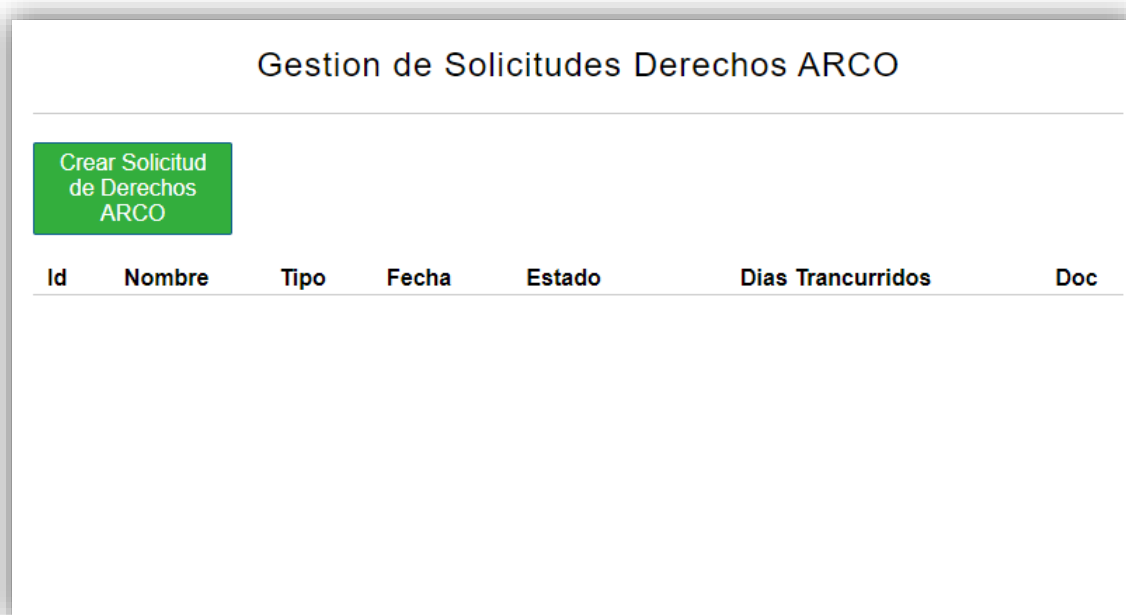 Gestion de Solicitudes Derechos ARCO
Crear Solicitud
de Derechos
ARCO
Id Nombre Tipo Fecha Estado Dias Trancurridos Doc